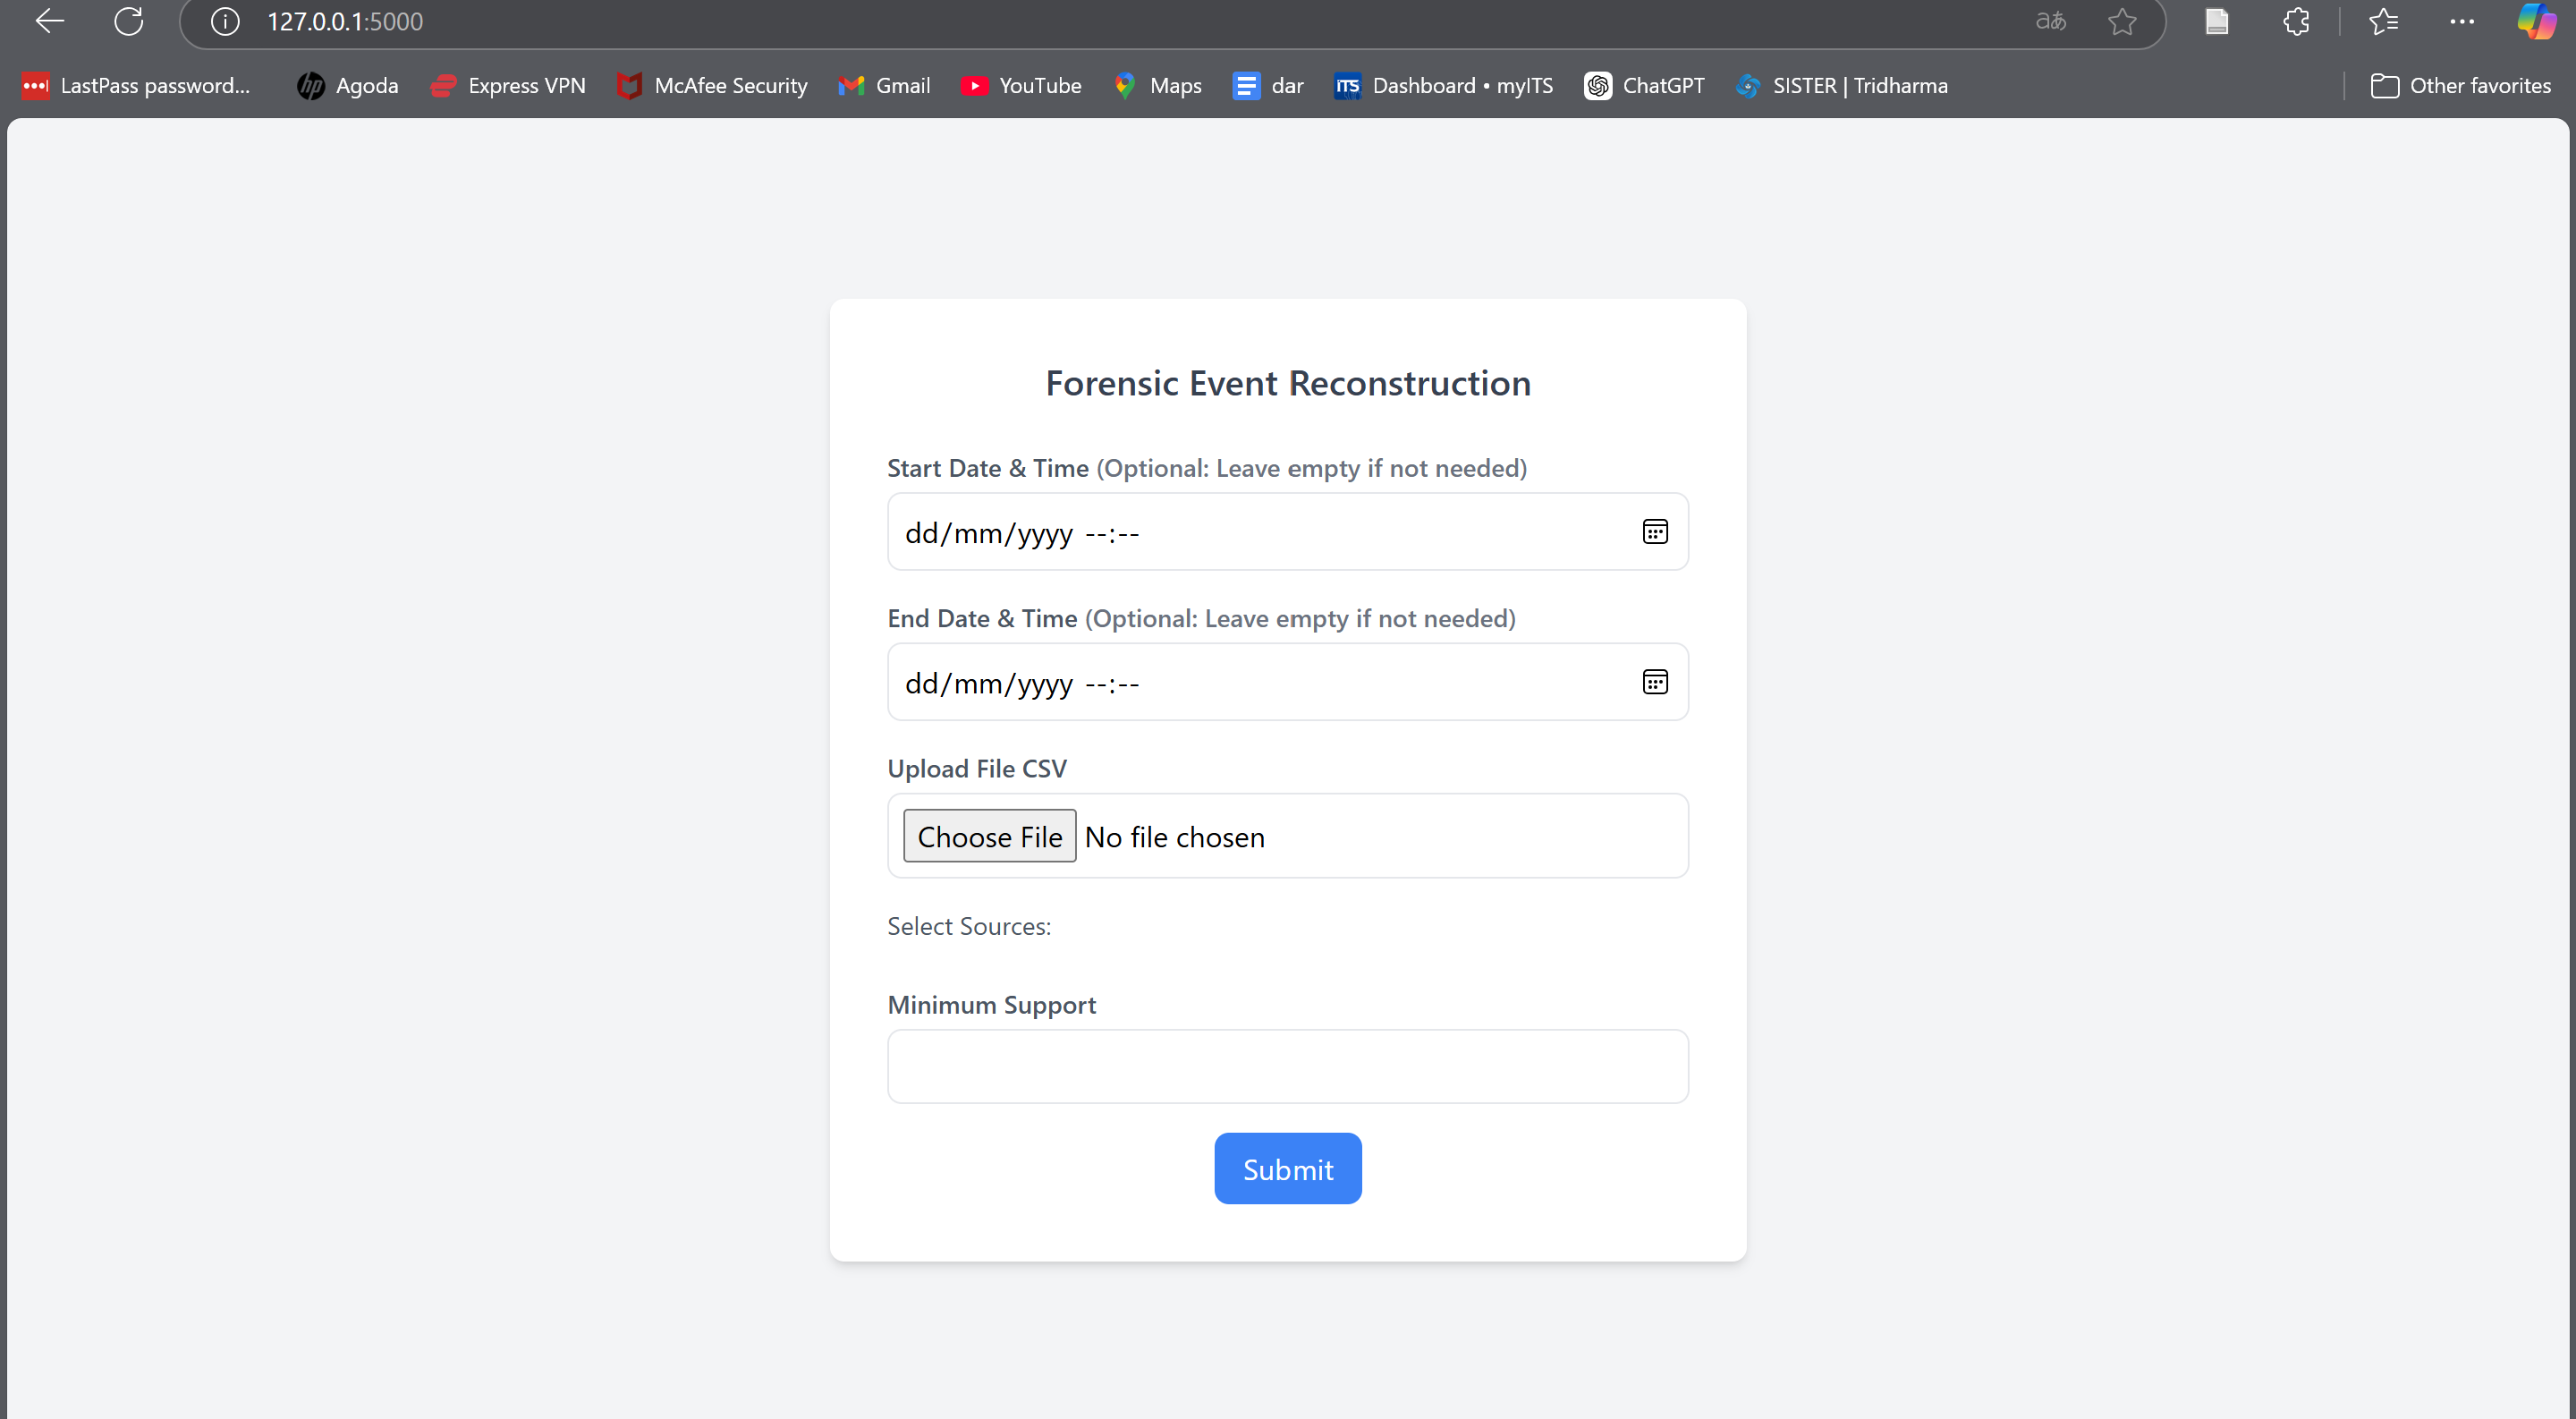 127.0.0.1:5000
LastPass password...
Agoda
Express VPN
McAfee Security
Gmail
YouTube
Maps
dar
Dashboard • myITS
ChatGPT
SISTER | Tridharma
Other favorites
Forensic Event Reconstruction
Start Date & Time (Optional: Leave empty if not needed)
dd/mm/yyyy --:--
End Date & Time (Optional: Leave empty if not needed)
dd/mm/yyyy --:--
Upload File CSV
Choose File No file chosen
Select Sources:
Minimum Support
Submit